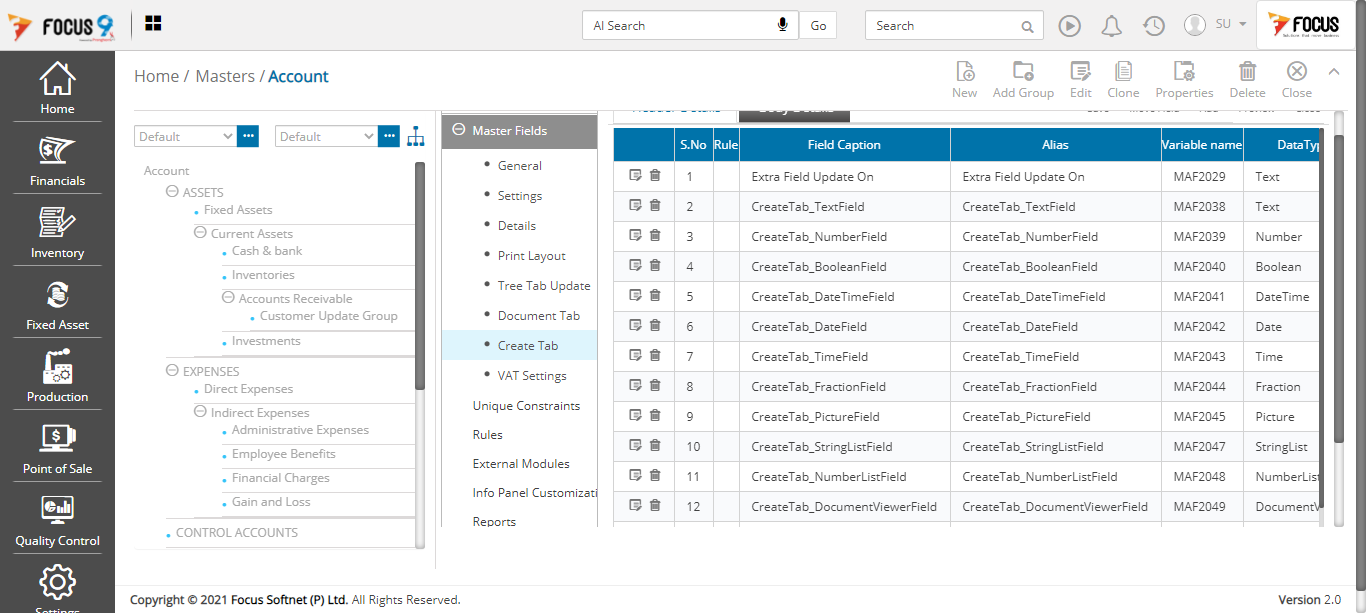 FOCUS 9
AI Search
Go
Search
SU
FOCUS
Home / Masters / Account
New
Add Group
Edit
Clone
Properties
Delete
Close
Home
Financials
Inventory
Fixed Asset
Production
Point of Sale
Quality Control
Settings
Default
Default
Account
ASSETS
Fixed Assets
Current Assets
Cash & bank
Inventories
Accounts Receivable
Customer Update Group
Investments
EXPENSES
Direct Expenses
Indirect Expenses
Administrative Expenses
Employee Benefits
Financial Charges
Gain and Loss
CONTROL ACCOUNTS
Master Fields
General
Settings
Details
Print Layout
Tree Tab Update
Document Tab
Create Tab
VAT Settings
Unique Constraints
Rules
External Modules
Info Panel Customizati
Reports
S.No Rule Field Caption Alias Variable name DataTyp
1 Extra Field Update On Extra Field Update On MAF2029 Text
2 CreateTab_TextField CreateTab_TextField MAF2038 Text
3 CreateTab_NumberField CreateTab_NumberField MAF2039 Number
4 CreateTab_BooleanField CreateTab_BooleanField MAF2040 Boolean
5 CreateTab_DateTimeField CreateTab_DateTimeField MAF2041 DateTime
6 CreateTab_DateField CreateTab_DateField MAF2042 Date
7 CreateTab_TimeField CreateTab_TimeField MAF2043 Time
8 CreateTab_FractionField CreateTab_FractionField MAF2044 Fraction
9 CreateTab_PictureField CreateTab_PictureField MAF2045 Picture
10 CreateTab_StringListField CreateTab_StringListField MAF2047 StringList
11 CreateTab_NumberListField CreateTab_NumberListField MAF2048 NumberList
12 CreateTab_DocumentViewerField CreateTab_DocumentViewerField MAF2049 DocumentV
Copyright © 2021 Focus Softnet (P) Ltd. All Rights Reserved.
Version 2.0